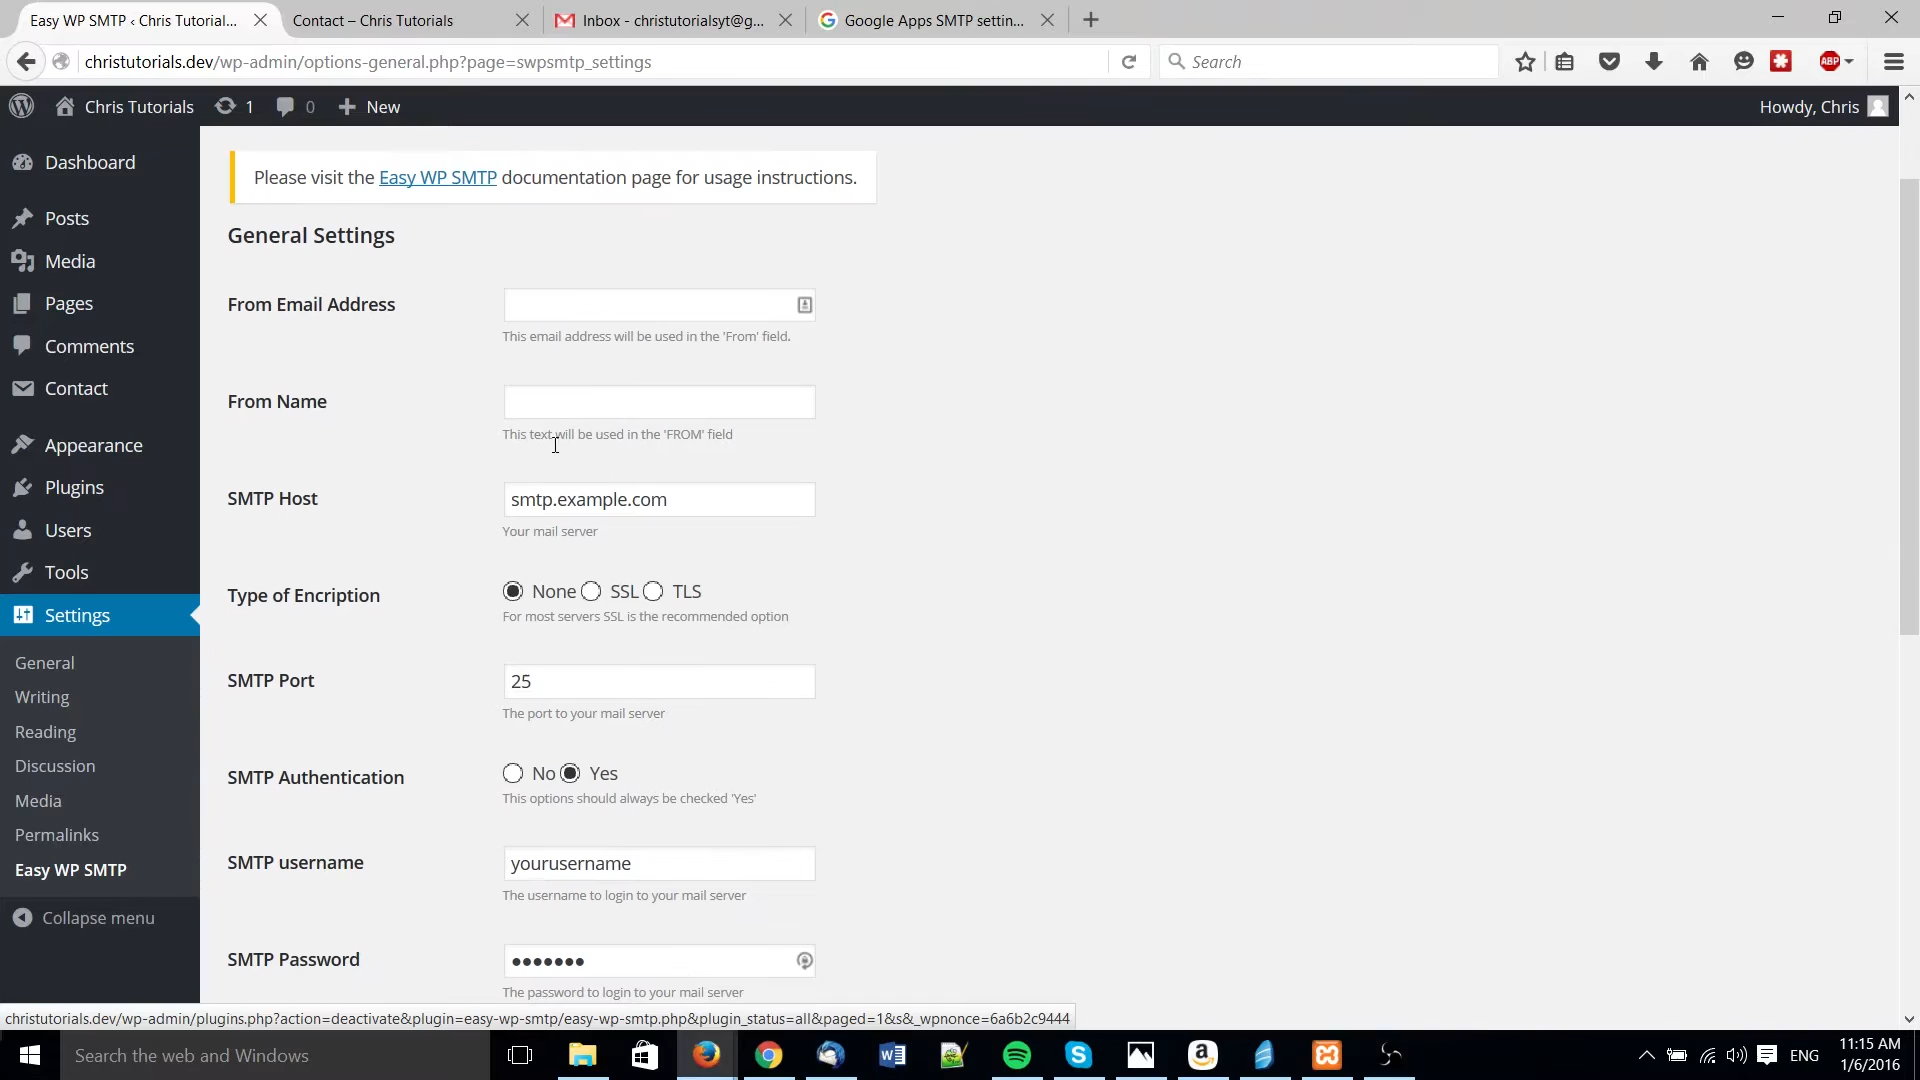 Easy WP SMTP ‹ Chris Tutorial...
Contact – Chris Tutorials
Inbox - christutorialsyt@g...
Google Apps SMTP settin...
christutorials.dev/wp-admin/options-general.php?page=swpsmtp_settings
Search
ABP
Chris Tutorials
1
0
New
Howdy, Chris
Dashboard
Posts
Media
Pages
Comments
Contact
Appearance
Plugins
Users
Tools
Settings
General
Writing
Reading
Discussion
Media
Permalinks
Easy WP SMTP
Collapse menu
Please visit the Easy WP SMTP documentation page for usage instructions.
General Settings
From Email Address
This email address will be used in the 'From' field.
From Name
This text will be used in the 'FROM' field
SMTP Host
smtp.example.com
Your mail server
Type of Encription
None SSL TLS
For most servers SSL is the recommended option
SMTP Port
25
The port to your mail server
SMTP Authentication
No Yes
This options should always be checked 'Yes'
SMTP username
yourusername
The username to login to your mail server
SMTP Password
•••••••
The password to login to your mail server
christutorials.dev/wp-admin/plugins.php?action=deactivate&plugin=easy-wp-smtp/easy-wp-smtp.php&plugin_status=all&paged=1&s&_wpnonce=6a6b2c9444
Search the web and Windows
ENG
11:15 AM
1/6/2016